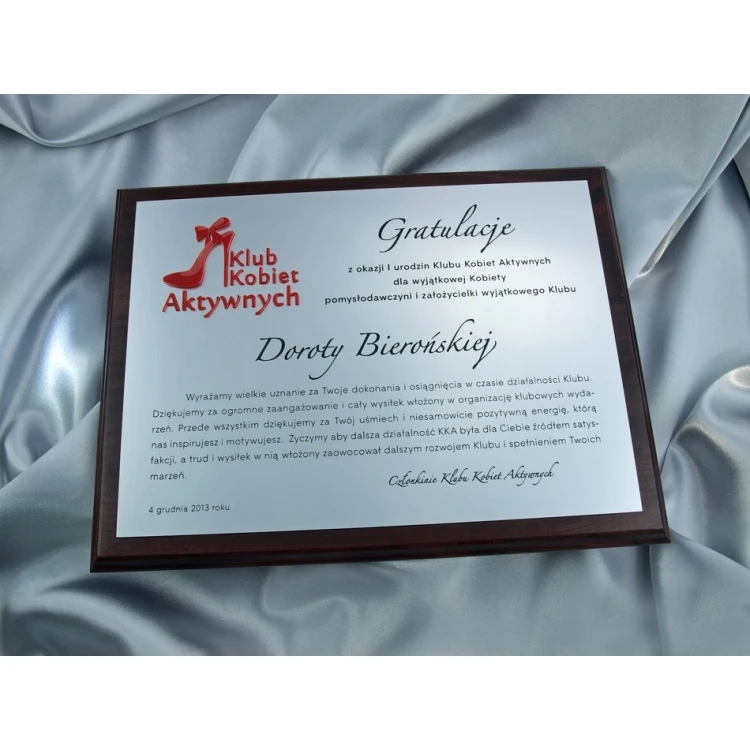 Klub
Kobiet
Aktywnych
Gratulacje
z okazji I urodzin Klubu Kobiet Aktywnych
dla wyjątkowej Kobiety
pomysłodawczyni i założycielki wyjątkowego Klubu
Doroty Bierońskiej
Wyrażamy wielkie uznanie za Twoje dokonania i osiągnięcia w czasie działalności Klubu.
Dziękujemy za ogromne zaangażowanie i cały wysiłek włożony w organizację klubowych wyda-
rzeń. Przede wszystkim dziękujemy za Twój uśmiech i niesamowicie pozytywną energię, którą
nas inspirujesz i motywujesz. Życzymy aby dalsza działalność KKA była dla Ciebie źródłem satys-
fakcji, a trud i wysiłek w nią włożony zaowocował dalszym rozwojem Klubu i spełnieniem Twoich
marzeń.
Członkinie Klubu Kobiet Aktywnych
4 grudnia 2013 roku